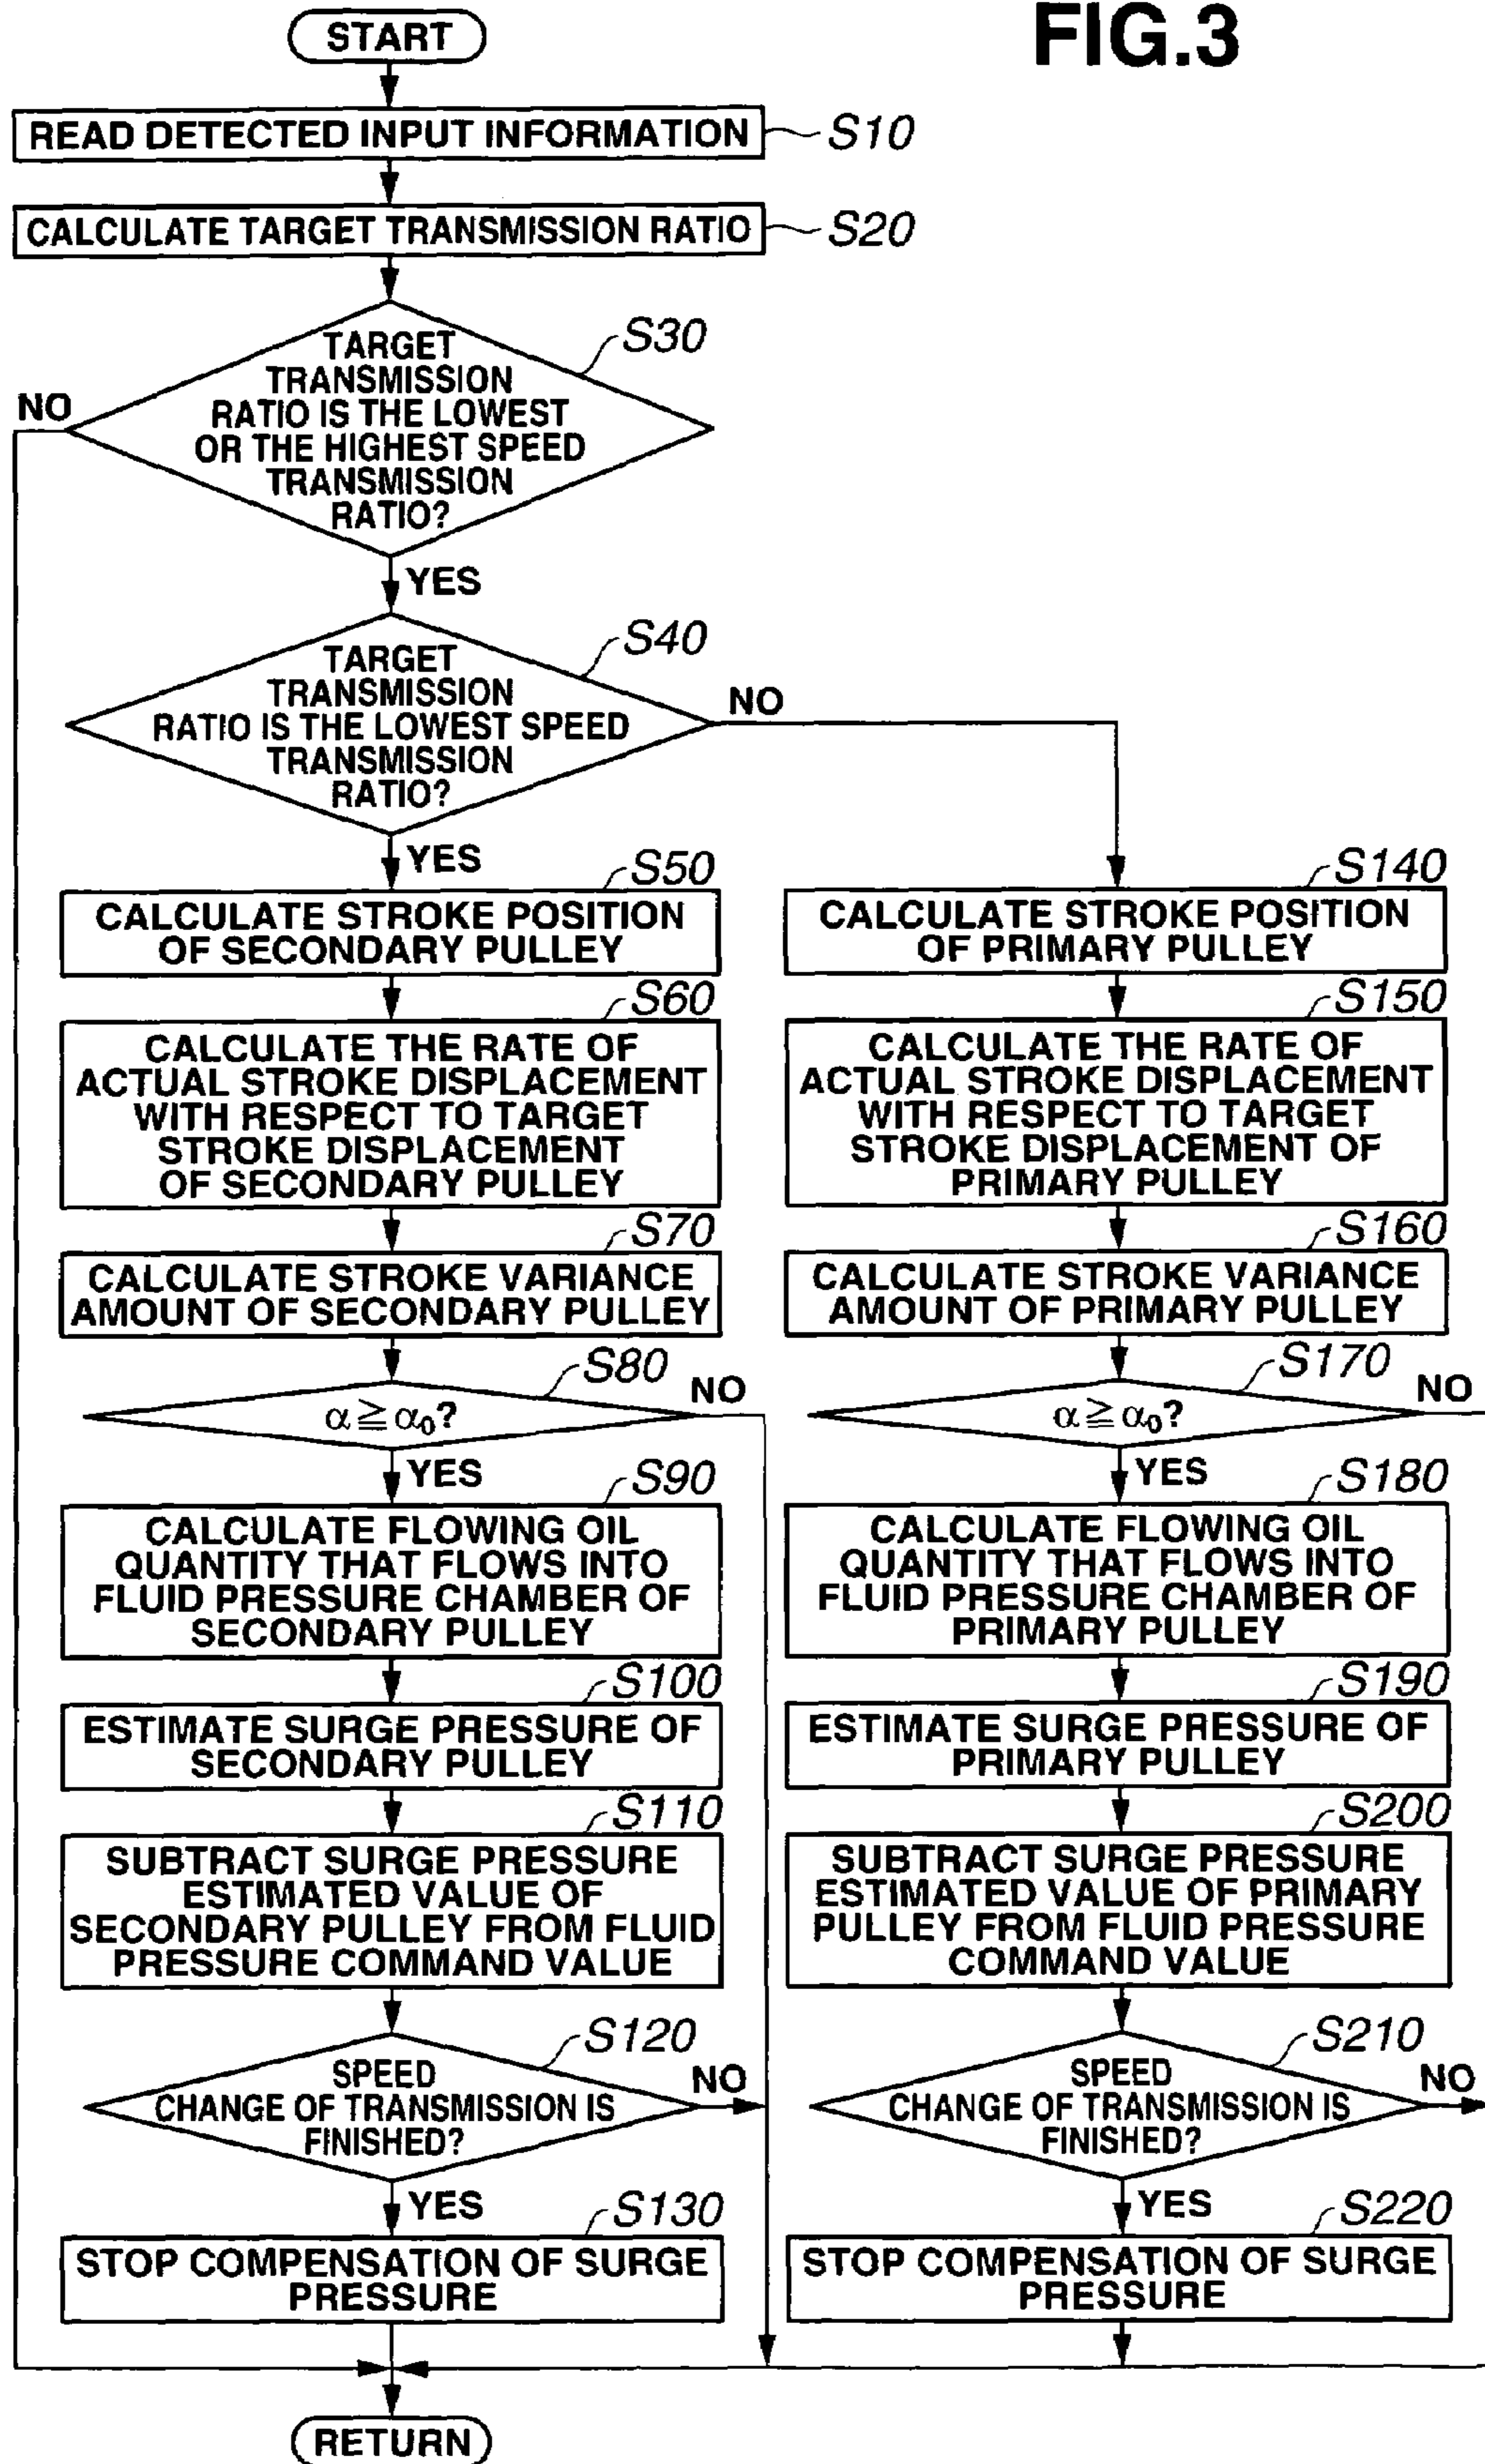 FIG.3
START
READ DETECTED INPUT INFORMATION
S10
CALCULATE TARGET TRANSMISSION RATIO
S20
S30
TARGET
TRANSMISSION
RATIO IS THE LOWEST
OR THE HIGHEST SPEED
TRANSMISSION
RATIO?
NO
YES
S40
TARGET
TRANSMISSION
RATIO IS THE LOWEST SPEED
TRANSMISSION
RATIO?
NO
YES
S50
CALCULATE STROKE POSITION
OF SECONDARY PULLEY
S60
CALCULATE THE RATE OF
ACTUAL STROKE DISPLACEMENT
WITH RESPECT TO TARGET
STROKE DISPLACEMENT
OF SECONDARY PULLEY
S70
CALCULATE STROKE VARIANCE
AMOUNT OF SECONDARY PULLEY
S80
α ≧ α₀?
NO
YES
S90
CALCULATE FLOWING OIL
QUANTITY THAT FLOWS INTO
FLUID PRESSURE CHAMBER OF
SECONDARY PULLEY
S100
ESTIMATE SURGE PRESSURE OF
SECONDARY PULLEY
S110
SUBTRACT SURGE PRESSURE
ESTIMATED VALUE OF
SECONDARY PULLEY FROM FLUID
PRESSURE COMMAND VALUE
S120
SPEED
CHANGE OF TRANSMISSION IS
FINISHED?
NO
YES
S130
STOP COMPENSATION OF SURGE
PRESSURE
S140
CALCULATE STROKE POSITION
OF PRIMARY PULLEY
S150
CALCULATE THE RATE OF
ACTUAL STROKE DISPLACEMENT
WITH RESPECT TO TARGET
STROKE DISPLACEMENT OF
PRIMARY PULLEY
S160
CALCULATE STROKE VARIANCE
AMOUNT OF PRIMARY PULLEY
S170
α ≧ α₀?
NO
YES
S180
CALCULATE FLOWING OIL
QUANTITY THAT FLOWS INTO
FLUID PRESSURE CHAMBER OF
PRIMARY PULLEY
S190
ESTIMATE SURGE PRESSURE OF
PRIMARY PULLEY
S200
SUBTRACT SURGE PRESSURE
ESTIMATED VALUE OF PRIMARY
PULLEY FROM FLUID PRESSURE
COMMAND VALUE
S210
SPEED
CHANGE OF TRANSMISSION IS
FINISHED?
NO
YES
S220
STOP COMPENSATION OF SURGE
PRESSURE
RETURN